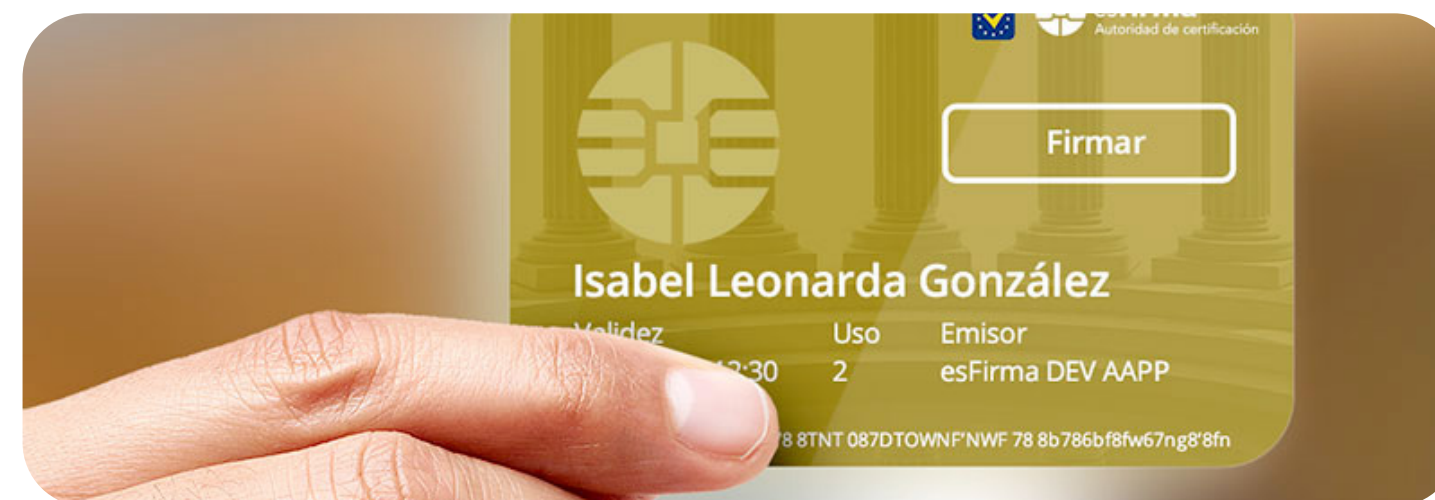 Autoridad de certificación
Firmar
Isabel Leonarda González
Validez Uso Emisor
2 esFirma DEV AAPP
8TNT 087DTOWNF'NWF 78 8b786bf8fw67ng8'8fn